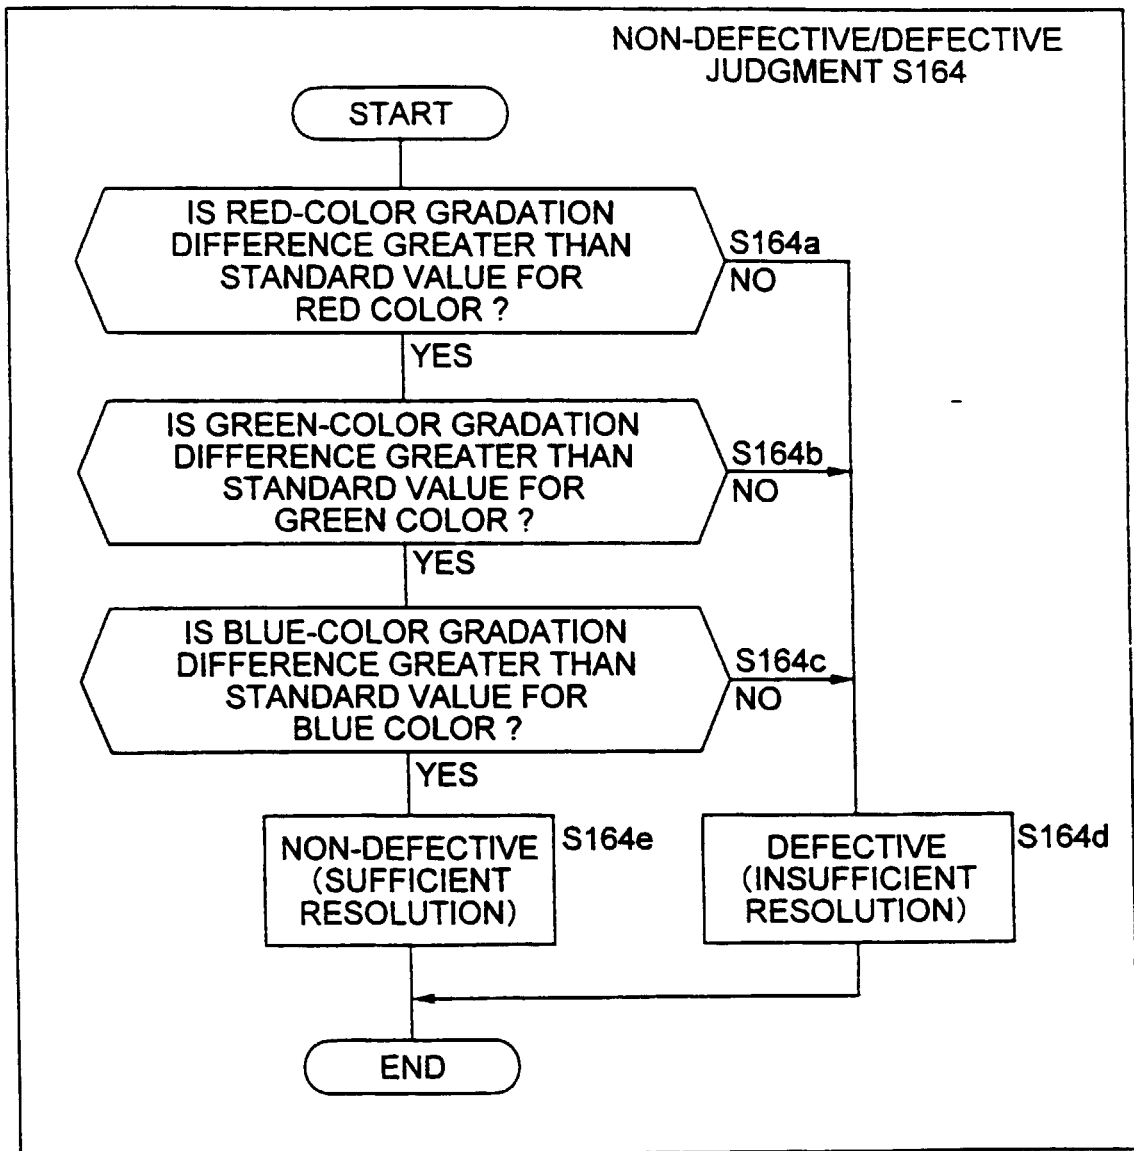 NON-DEFECTIVE/DEFECTIVE
JUDGMENT S164
START
IS RED-COLOR GRADATION
DIFFERENCE GREATER THAN
STANDARD VALUE FOR
RED COLOR ?
S164a
NO
YES
IS GREEN-COLOR GRADATION
DIFFERENCE GREATER THAN
STANDARD VALUE FOR
GREEN COLOR ?
S164b
NO
YES
IS BLUE-COLOR GRADATION
DIFFERENCE GREATER THAN
STANDARD VALUE FOR
BLUE COLOR ?
S164c
NO
YES
NON-DEFECTIVE
(SUFFICIENT
RESOLUTION)
S164e
DEFECTIVE
(INSUFFICIENT
RESOLUTION)
S164d
END